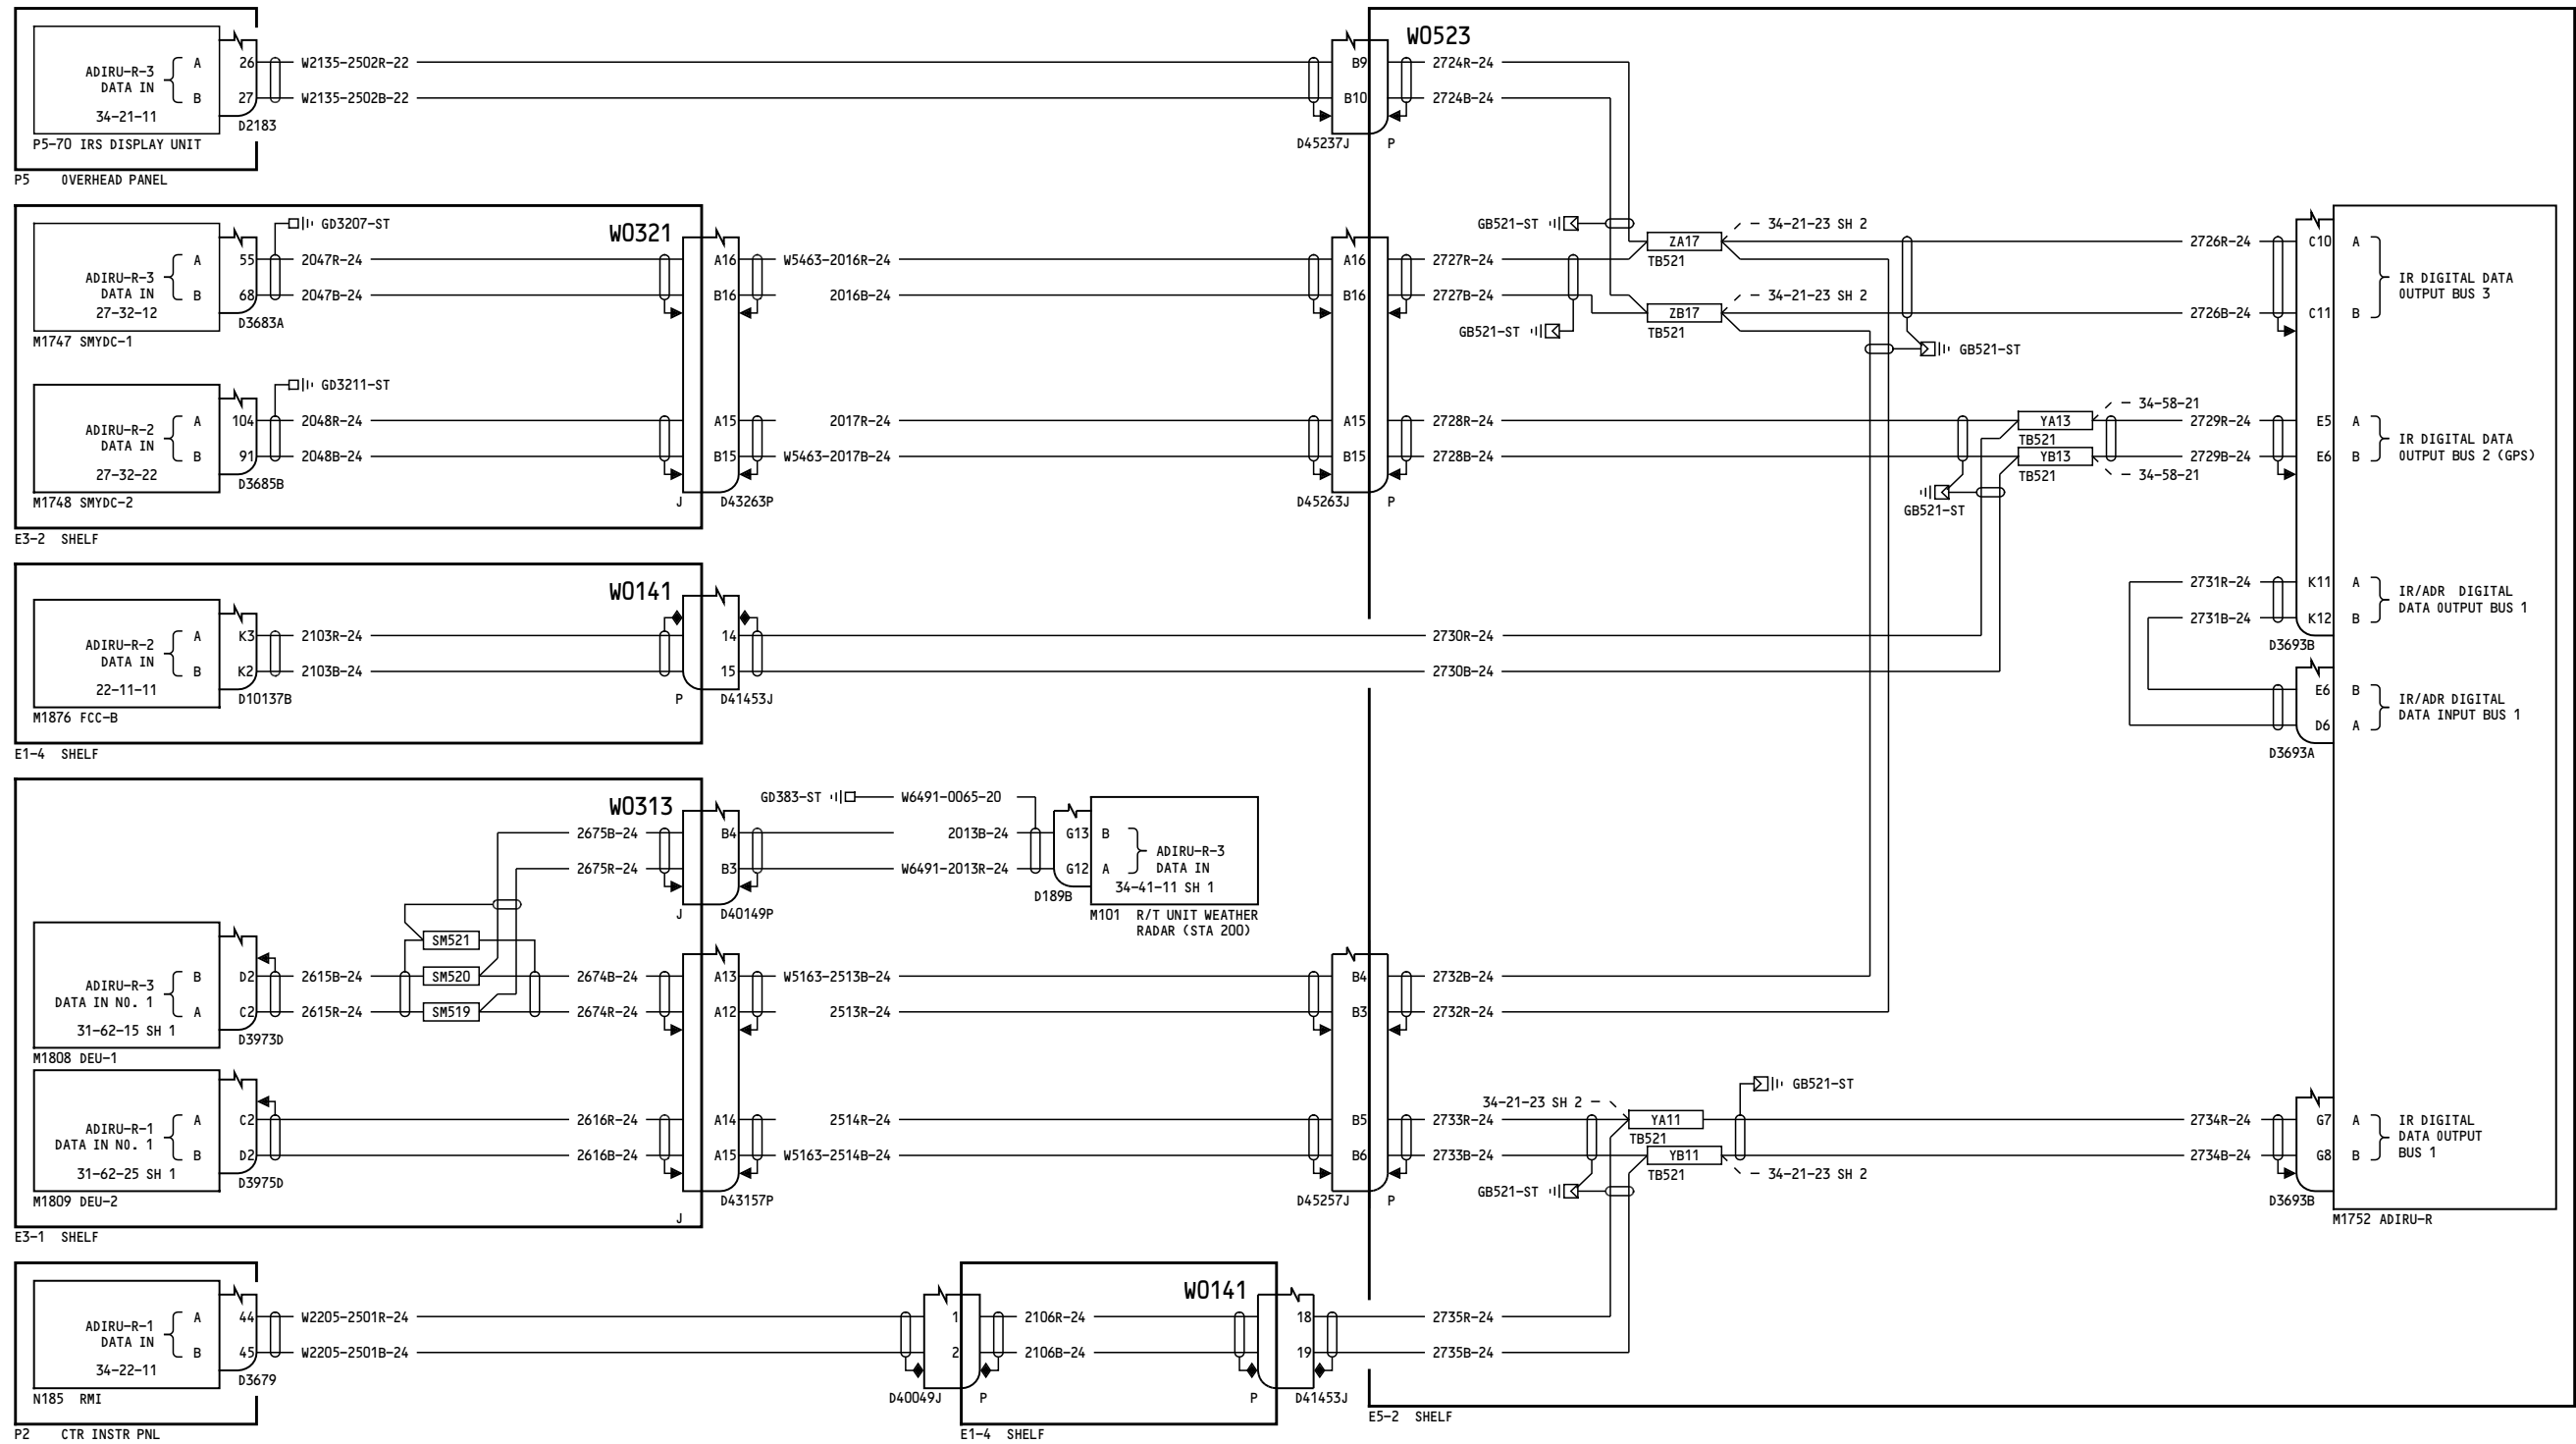 ADIRU-R-3
DATA IN
A
B
34-21-11
26
27
D2183
P5-70 IRS DISPLAY UNIT
P5 OVERHEAD PANEL
W2135-2502R-22
W2135-2502B-22
B9
B10
D45237J
P
W0523
2724R-24
2724B-24
ADIRU-R-3
DATA IN
A
B
27-32-12
55
68
D3683A
M1747 SMYDC-1
GD3207-ST
2047R-24
2047B-24
W0321
A16
B16
W5463-2016R-24
2016B-24
A16
B16
2727R-24
2727B-24
GB521-ST
GB521-ST
ZA17
TB521
34-21-23 SH 2
ZB17
TB521
34-21-23 SH 2
GB521-ST
2726R-24
2726B-24
C10
C11
A
B
IR DIGITAL DATA
OUTPUT BUS 3
ADIRU-R-2
DATA IN
A
B
27-32-22
104
91
D3685B
M1748 SMYDC-2
GD3211-ST
2048R-24
2048B-24
A15
B15
J
D43263P
E3-2 SHELF
2017R-24
W5463-2017B-24
A15
B15
D45263J
P
2728R-24
2728B-24
YA13
TB521
34-58-21
YB13
TB521
34-58-21
GB521-ST
2729R-24
2729B-24
E5
E6
A
B
IR DIGITAL DATA
OUTPUT BUS 2 (GPS)
ADIRU-R-2
DATA IN
A
B
22-11-11
K3
K2
D10137B
M1876 FCC-B
E1-4 SHELF
2103R-24
2103B-24
W0141
14
15
P
D41453J
2730R-24
2730B-24
2731R-24
2731B-24
K11
K12
D3693B
A
B
IR/ADR DIGITAL
DATA OUTPUT BUS 1
E6
D6
D3693A
B
A
IR/ADR DIGITAL
DATA INPUT BUS 1
W0313
2675B-24
2675R-24
B4
B3
J
D40149P
GD383-ST
W6491-0065-20
2013B-24
W6491-2013R-24
G13
G12
D189B
B
A
ADIRU-R-3
DATA IN
34-41-11 SH 1
M101 R/T UNIT WEATHER
RADAR (STA 200)
ADIRU-R-3
DATA IN NO. 1
B
A
31-62-15 SH 1
D2
C2
D3973D
M1808 DEU-1
2615B-24
2615R-24
SM521
SM520
SM519
2674B-24
2674R-24
A13
A12
W5163-2513B-24
2513R-24
B4
B3
2732B-24
2732R-24
ADIRU-R-1
DATA IN NO. 1
A
B
31-62-25 SH 1
C2
D2
D3975D
M1809 DEU-2
E3-1 SHELF
2616R-24
2616B-24
A14
A15
J
D43157P
2514R-24
W5163-2514B-24
B5
B6
D45257J
P
2733R-24
2733B-24
34-21-23 SH 2
YA11
TB521
YB11
TB521
34-21-23 SH 2
GB521-ST
GB521-ST
2734R-24
2734B-24
G7
G8
D3693B
A
B
IR DIGITAL
DATA OUTPUT
BUS 1
M1752 ADIRU-R
ADIRU-R-1
DATA IN
A
B
34-22-11
44
45
D3679
N185 RMI
P2 CTR INSTR PNL
W2205-2501R-24
W2205-2501B-24
1
2
D40049J
P
2106R-24
2106B-24
W0141
18
19
P
D41453J
E1-4 SHELF
2735R-24
2735B-24
E5-2 SHELF